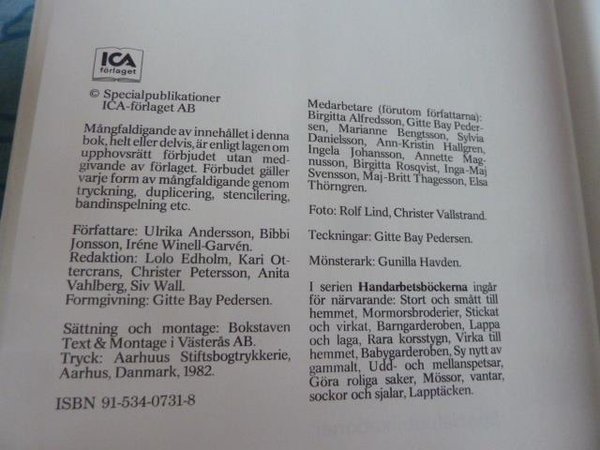 ICA
förlaget
© Specialpublikationer
ICA-förlaget AB
Mångfaldigande av innehållet i denna
bok, helt eller delvis, är enligt lagen om
upphovsrätt förbjudet utan med-
givande av förlaget. Förbudet gäller
varje form av mångfaldigande genom
tryckning, duplicering, stencilering,
bandinspelning etc.
Författare: Ulrika Andersson, Bibbi
Jonsson, Iréne Winell-Garvén.
Redaktion: Lolo Edholm, Kari Ot-
tercrans, Christer Petersson, Anita
Vahlberg, Siv Wall.
Formgivning: Gitte Bay Pedersen.
Sättning och montage: Bokstaven
Text & Montage i Västerås AB.
Tryck: Aarhuus Stiftsbogtrykkerie,
Aarhus, Danmark, 1982.
ISBN 91-534-0731-8
Medarbetare (förutom författarna):
Birgitta Alfredsson, Gitte Bay Peder-
sen, Marianne Bengtsson, Sylvia
Danielsson, Ann-Kristin Hallgren,
Ingela Johansson, Annette Mag-
nusson, Birgitta Rosqvist, Inga-Maj
Svensson, Maj-Britt Thagesson, Elsa
Thörngren.
Foto: Rolf Lind, Christer Vallstrand.
Teckningar: Gitte Bay Pedersen.
Mönsterark: Gunilla Havden.
I serien Handarbetsböckerna ingår
för närvarande: Stort och smått till
hemmet, Mormorsbroderier, Stickat
och virkat, Barngarderoben, Lappa
och laga, Rara korsstygn, Virka till
hemmet, Babygarderoben, Sy nytt av
gammalt, Udd- och mellanspetsar,
Göra roliga saker, Mössor, vantar,
sockor och sjalar, Lapptäcken.